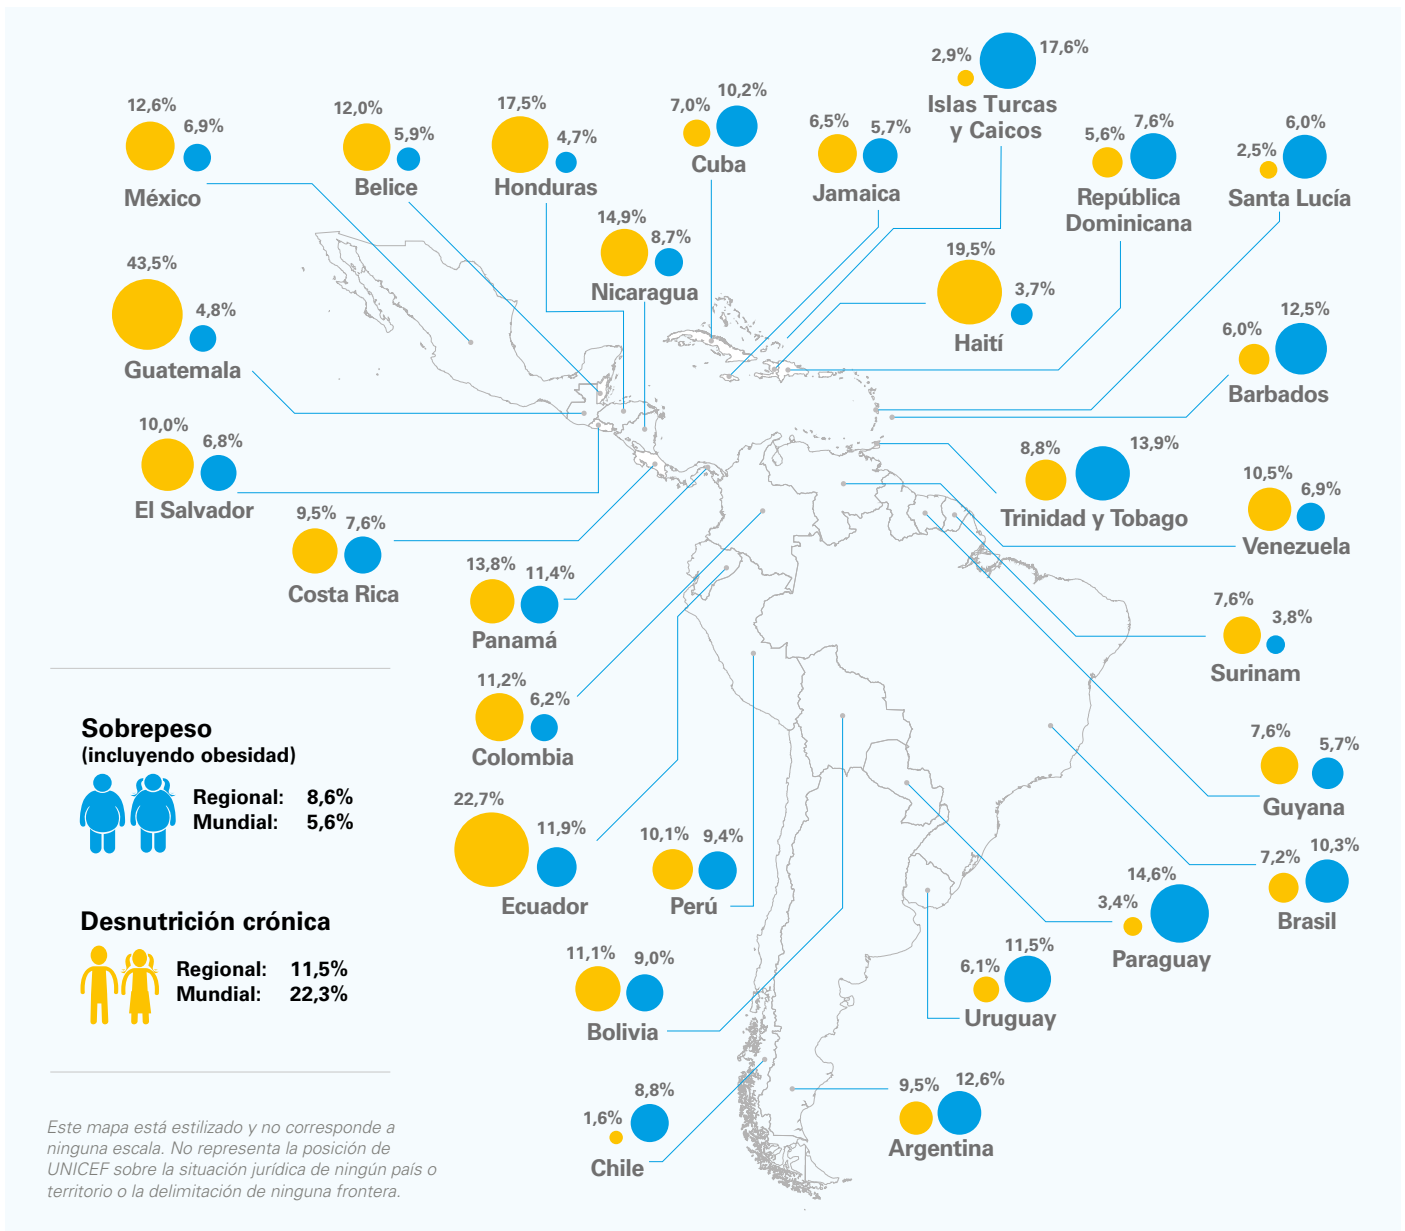 2,9%
17,6%
Islas Turcas
y Caicos
12,6%
6,9%
México
12,0%
5,9%
Belice
17,5%
4,7%
Honduras
7,0%
10,2%
Cuba
6,5%
5,7%
Jamaica
5,6%
7,6%
República
Dominicana
2,5%
6,0%
Santa Lucía
14,9%
8,7%
Nicaragua
43,5%
4,8%
Guatemala
19,5%
3,7%
Haití
6,0%
12,5%
Barbados
10,0%
6,8%
El Salvador
8,8%
13,9%
Trinidad y Tobago
10,5%
6,9%
Venezuela
9,5%
7,6%
Costa Rica
13,8%
11,4%
Panamá
7,6%
3,8%
Surinam
11,2%
6,2%
Colombia
7,6%
5,7%
Guyana
22,7%
11,9%
Ecuador
10,1%
9,4%
Perú
7,2%
10,3%
Brasil
3,4%
14,6%
Paraguay
11,1%
9,0%
Bolivia
6,1%
11,5%
Uruguay
1,6%
8,8%
Chile
9,5%
12,6%
Argentina
Sobrepeso
(incluyendo obesidad)
Regional: 8,6%
Mundial: 5,6%
Desnutrición crónica
Regional: 11,5%
Mundial: 22,3%
Este mapa está estilizado y no corresponde a
ninguna escala. No representa la posición de
UNICEF sobre la situación jurídica de ningún país o
territorio o la delimitación de ninguna frontera.